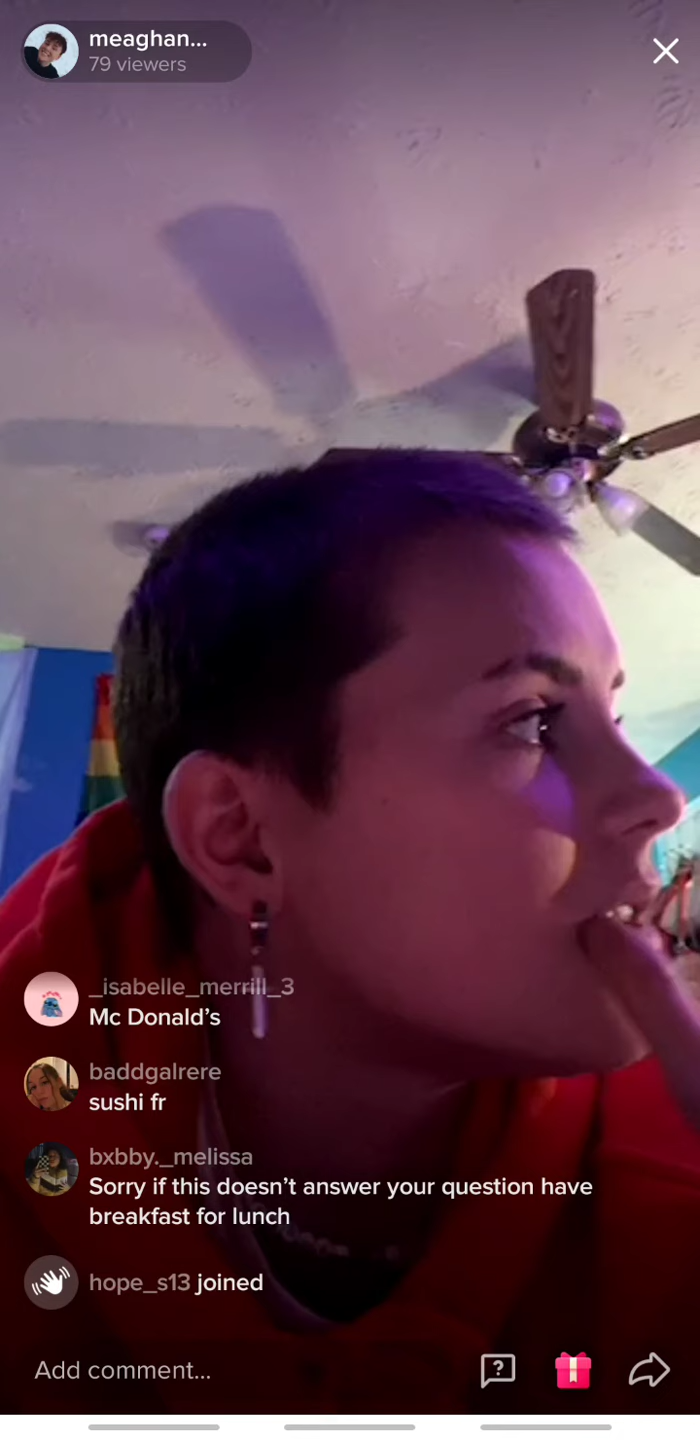 meaghan...
79 viewers
_isabelle_merrill_3
Mc Donald’s
baddgalrere
sushi fr
bxbby._melissa
Sorry if this doesn’t answer your question have
breakfast for lunch
hope_s13 joined
Add comment...
?